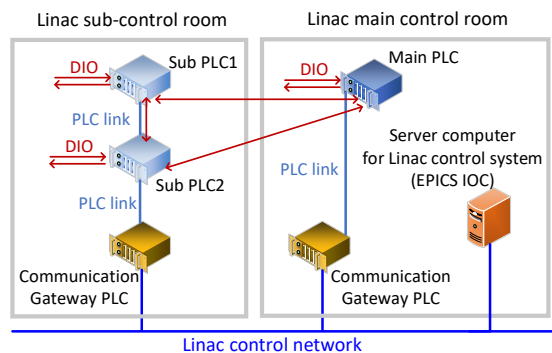 Linac sub-control room
Linac main control room
Sub PLC1
DIO
PLC link
DIO
Sub PLC2
PLC link
Communication
Gateway PLC
Main PLC
DIO
PLC link
Server computer
for Linac control system
(EPICS IOC)
Communication
Gateway PLC
Linac control network